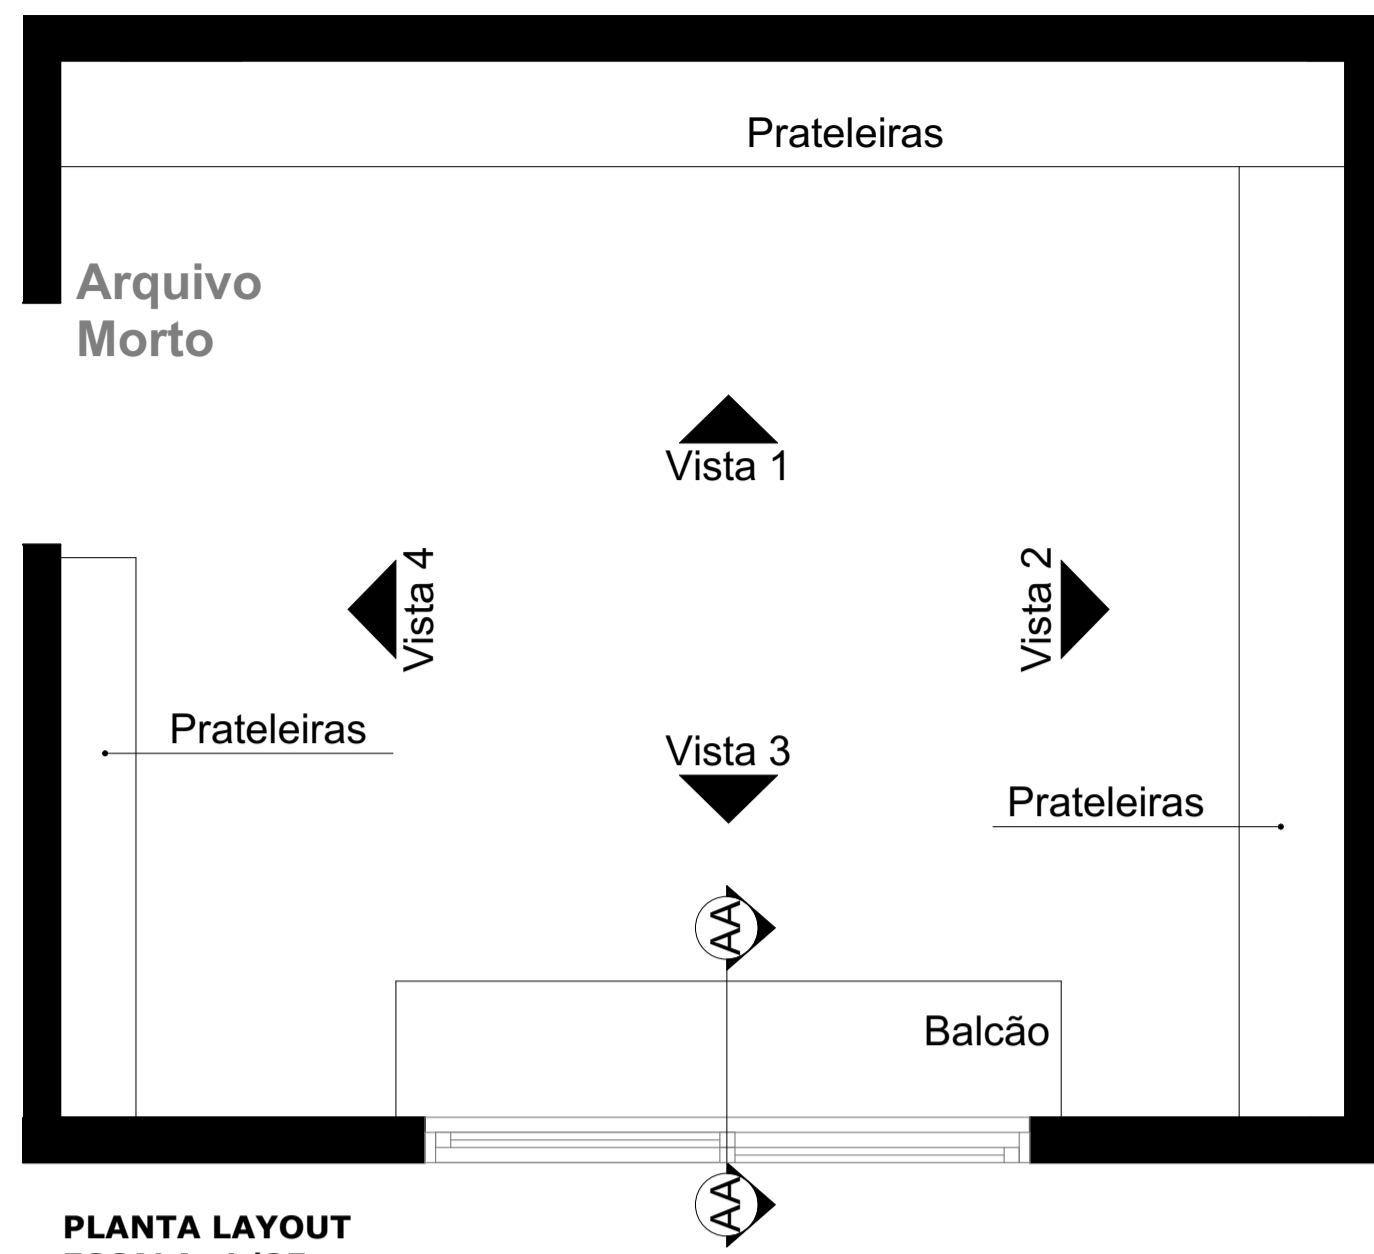 Prateleiras
Arquivo
Morto
Vista 1
Vista 4
Vista 2
Prateleiras
Vista 3
Prateleiras
AA
Balcão
AA
PLANTA LAYOUT